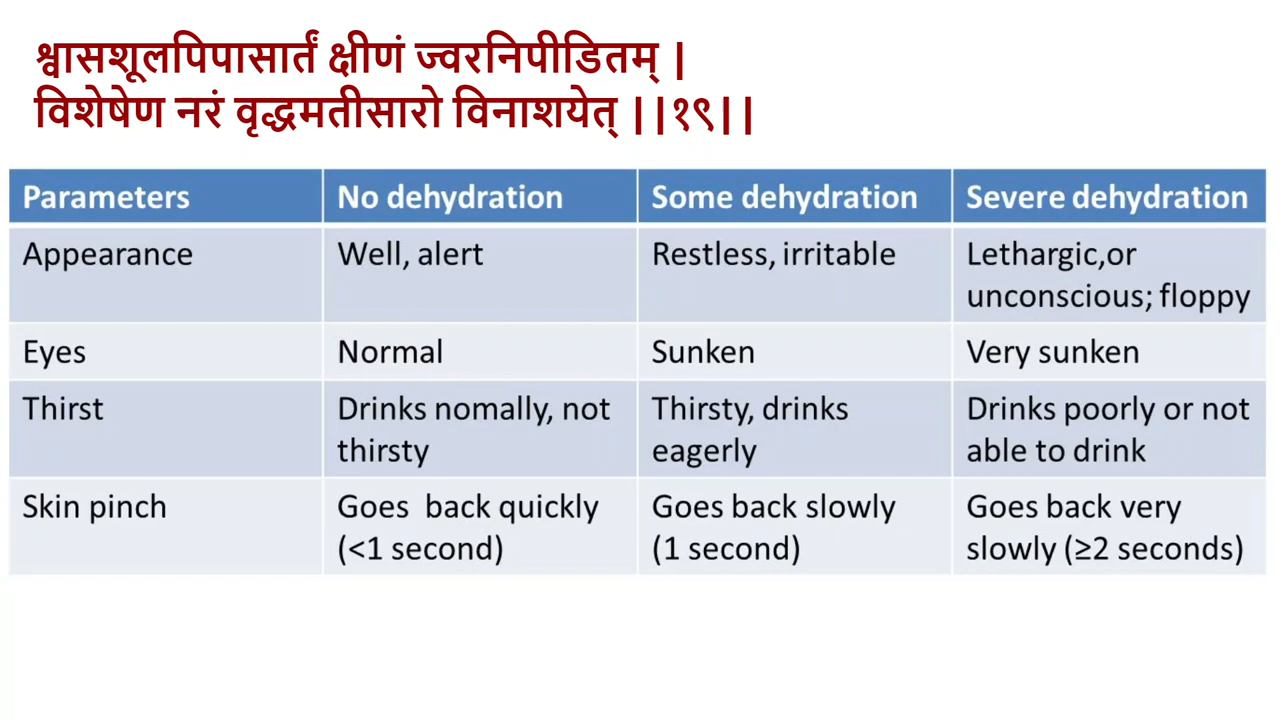 श्वासशूलपिपासार्तं क्षीणं ज्वरनिपीडितम् |
विशेषेण नरं वृद्धमतीसारो विनाशयेत् ||१९||
Parameters No dehydration Some dehydration Severe dehydration
Appearance Well, alert Restless, irritable Lethargic,or
unconscious; floppy
Eyes Normal Sunken Very sunken
Thirst Drinks nomally, not Thirsty, drinks Drinks poorly or not
thirsty eagerly able to drink
Skin pinch Goes back quickly Goes back slowly Goes back very
(<1 second) (1 second) slowly (≥2 seconds)